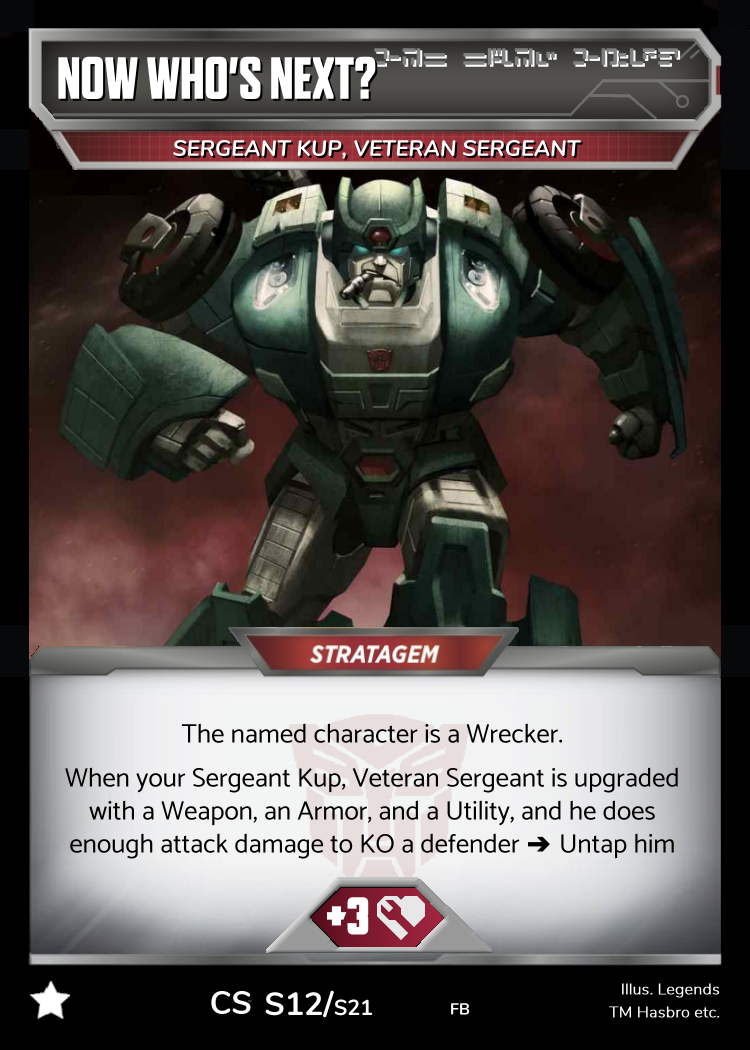 NOW WHO'S NEXT?
SERGEANT KUP, VETERAN SERGEANT
STRATAGEM
The named character is a Wrecker.
When your Sergeant Kup, Veteran Sergeant is upgraded
with a Weapon, an Armor, and a Utility, and he does
enough attack damage to KO a defender ➔ Untap him
+3
CS S12/S21
FB
Illus. Legends
TM Hasbro etc.